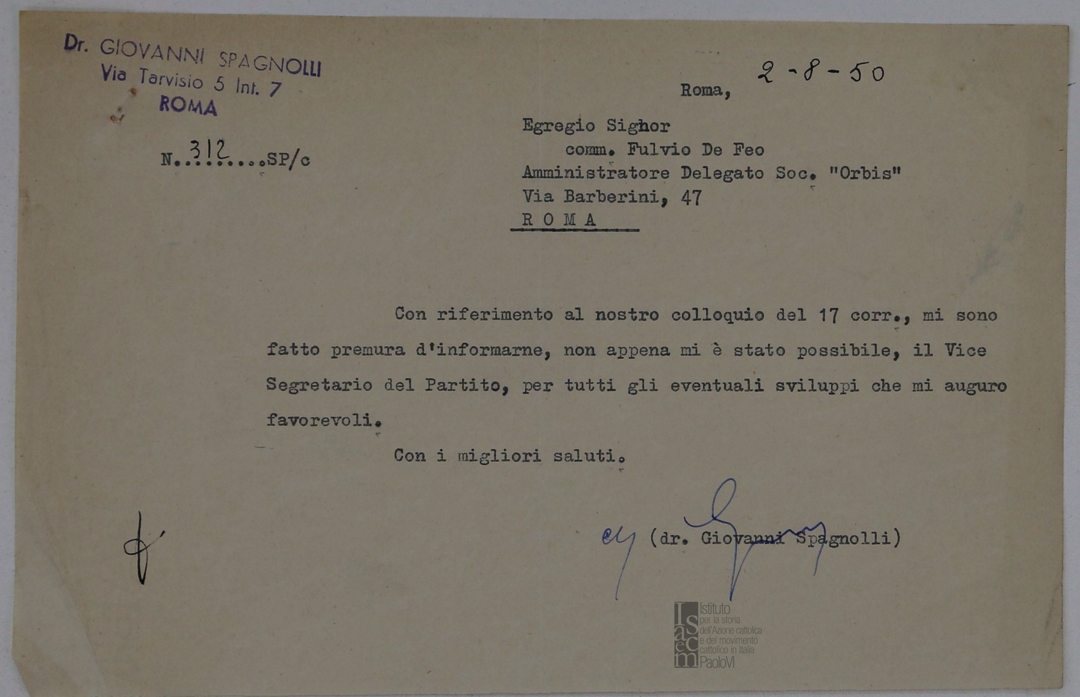 Dr. GIOVANNI SPAGNOLLI
Via Tarvisio 5 Int. 7
ROMA
N..312.....SP/c
Roma, 2-8-50
Egregio Sighor
comm. Fulvio De Feo
Amministratore Delegato Soc. "Orbis"
Via Barberini, 47
R O M A
Con riferimento al nostro colloquio del 17 corr., mi sono
fatto premura d'informarne, non appena mi è stato possibile, il Vice
Segretario del Partito, per tutti gli eventuali sviluppi che mi auguro
favorevoli.
Con i migliori saluti.
(dr. Giovanni Spagnolli)
Isacem
Istituto
per la storia
dell'Azione cattolica
e del movimento
cattolico in Italia
PaoloVI